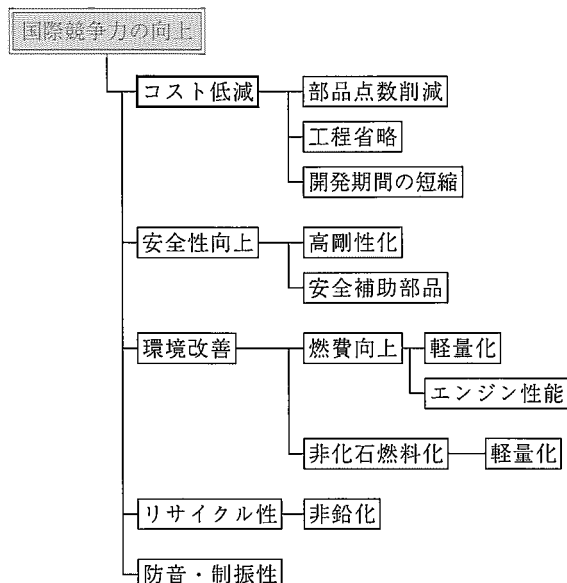 国際競争力の向上
コスト低減
部品点数削減
工程省略
開発期間の短縮
安全性向上
高剛性化
安全補助部品
環境改善
燃費向上
軽量化
エンジン性能
非化石燃料化
軽量化
リサイクル性
非鉛化
防音・制振性